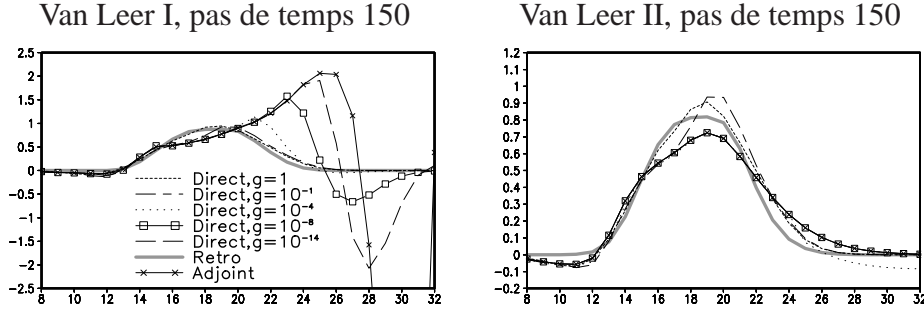 Van Leer I, pas de temps 150
2.5
2
1.5
1
0.5
0
-0.5
-1
-1.5
-2
-2.5
Direct,g=1
Direct,g=10⁻¹
Direct,g=10⁻⁴
Direct,g=10⁻⁸
Direct,g=10⁻¹⁴
Retro
Adjoint
8 10 12 14 16 18 20 22 24 26 28 30 32
Van Leer II, pas de temps 150
1.2
1.1
1
0.9
0.8
0.7
0.6
0.5
0.4
0.3
0.2
0.1
0
-0.1
-0.2
8 10 12 14 16 18 20 22 24 26 28 30 32